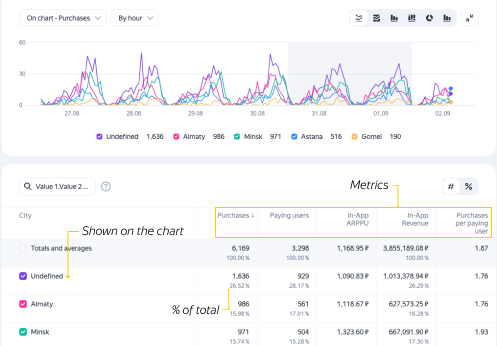 On chart - Purchases By hour
60
30
0
27.08 28.08 29.08 30.08 31.08 01.09 02.09
Undefined 1,636 Almaty 986 Minsk 971 Astana 516 Gomel 190
Value 1.Value 2 ... ? # %
Metrics
City Purchases ↓ Paying users In-App ARPPU In-App Revenue Purchases per paying user
Shown on the chart
Totals and averages 6,169 3,298 1,168.95 ₽ 3,855,189.08 ₽ 1.87
100.00 % 100.00 % 100.00 %
Undefined 1,636 929 1,090.83 ₽ 1,013,378.94 ₽ 1.76
26.52 % 28.17 % 26.29 %
% of total
Almaty 986 561 1,118.67 ₽ 627,573.25 ₽ 1.76
15.98 % 17.01 % 16.28 %
Minsk 971 504 1,323.60 ₽ 667,091.90 ₽ 1.93
15.74 % 15.28 % 17.30 %